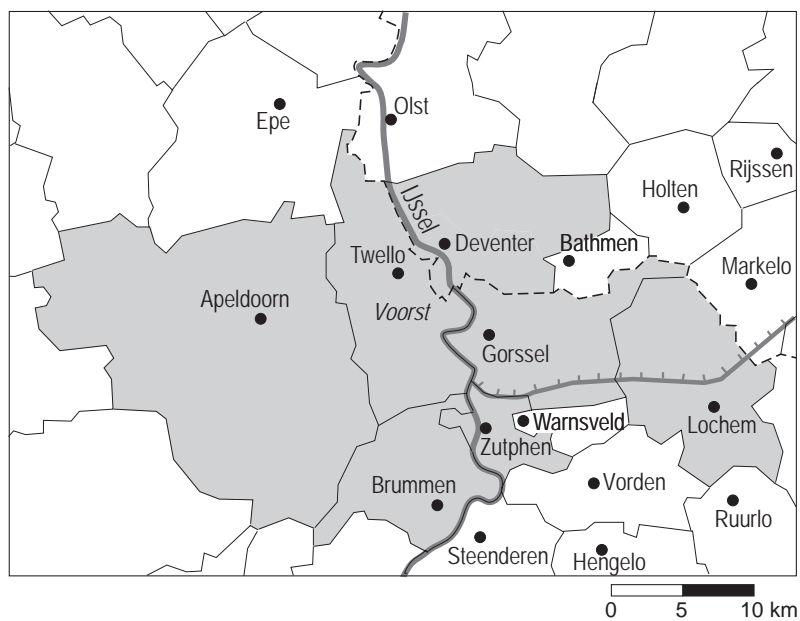 Olst
Epe
Rijssen
Holten
IJssel
Deventer
Bathmen
Twello
Markelo
Apeldoorn
Voorst
Gorssel
Warnsveld
Lochem
Zutphen
Brummen
Vorden
Ruurlo
Steenderen
Hengelo
0 5 10 km